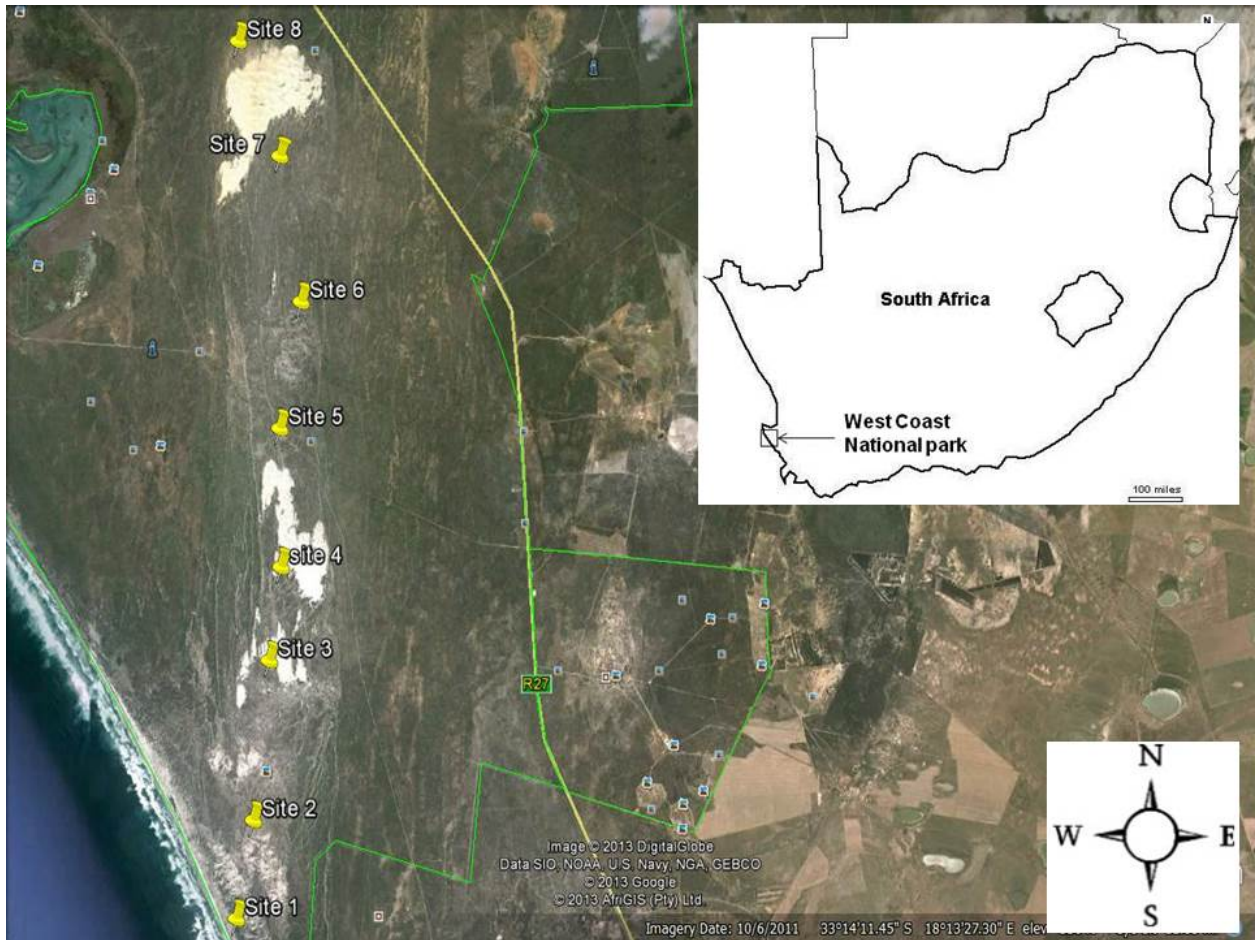 Site 8
N
Site 7
Site 6
South Africa
West Coast
National park
100 miles
Site 5
site 4
Site 3
R27
Site 2
N
W
E
S
Image © 2013 DigitalGlobe
Data SIO, NOAA, U.S. Navy, NGA, GEBCO
© 2013 Google
© 2013 AfriGIS (Pty) Ltd.
Site 1
Imagery Date: 10/6/2011 33°14'11.45" S 18°13'27.30" E elev